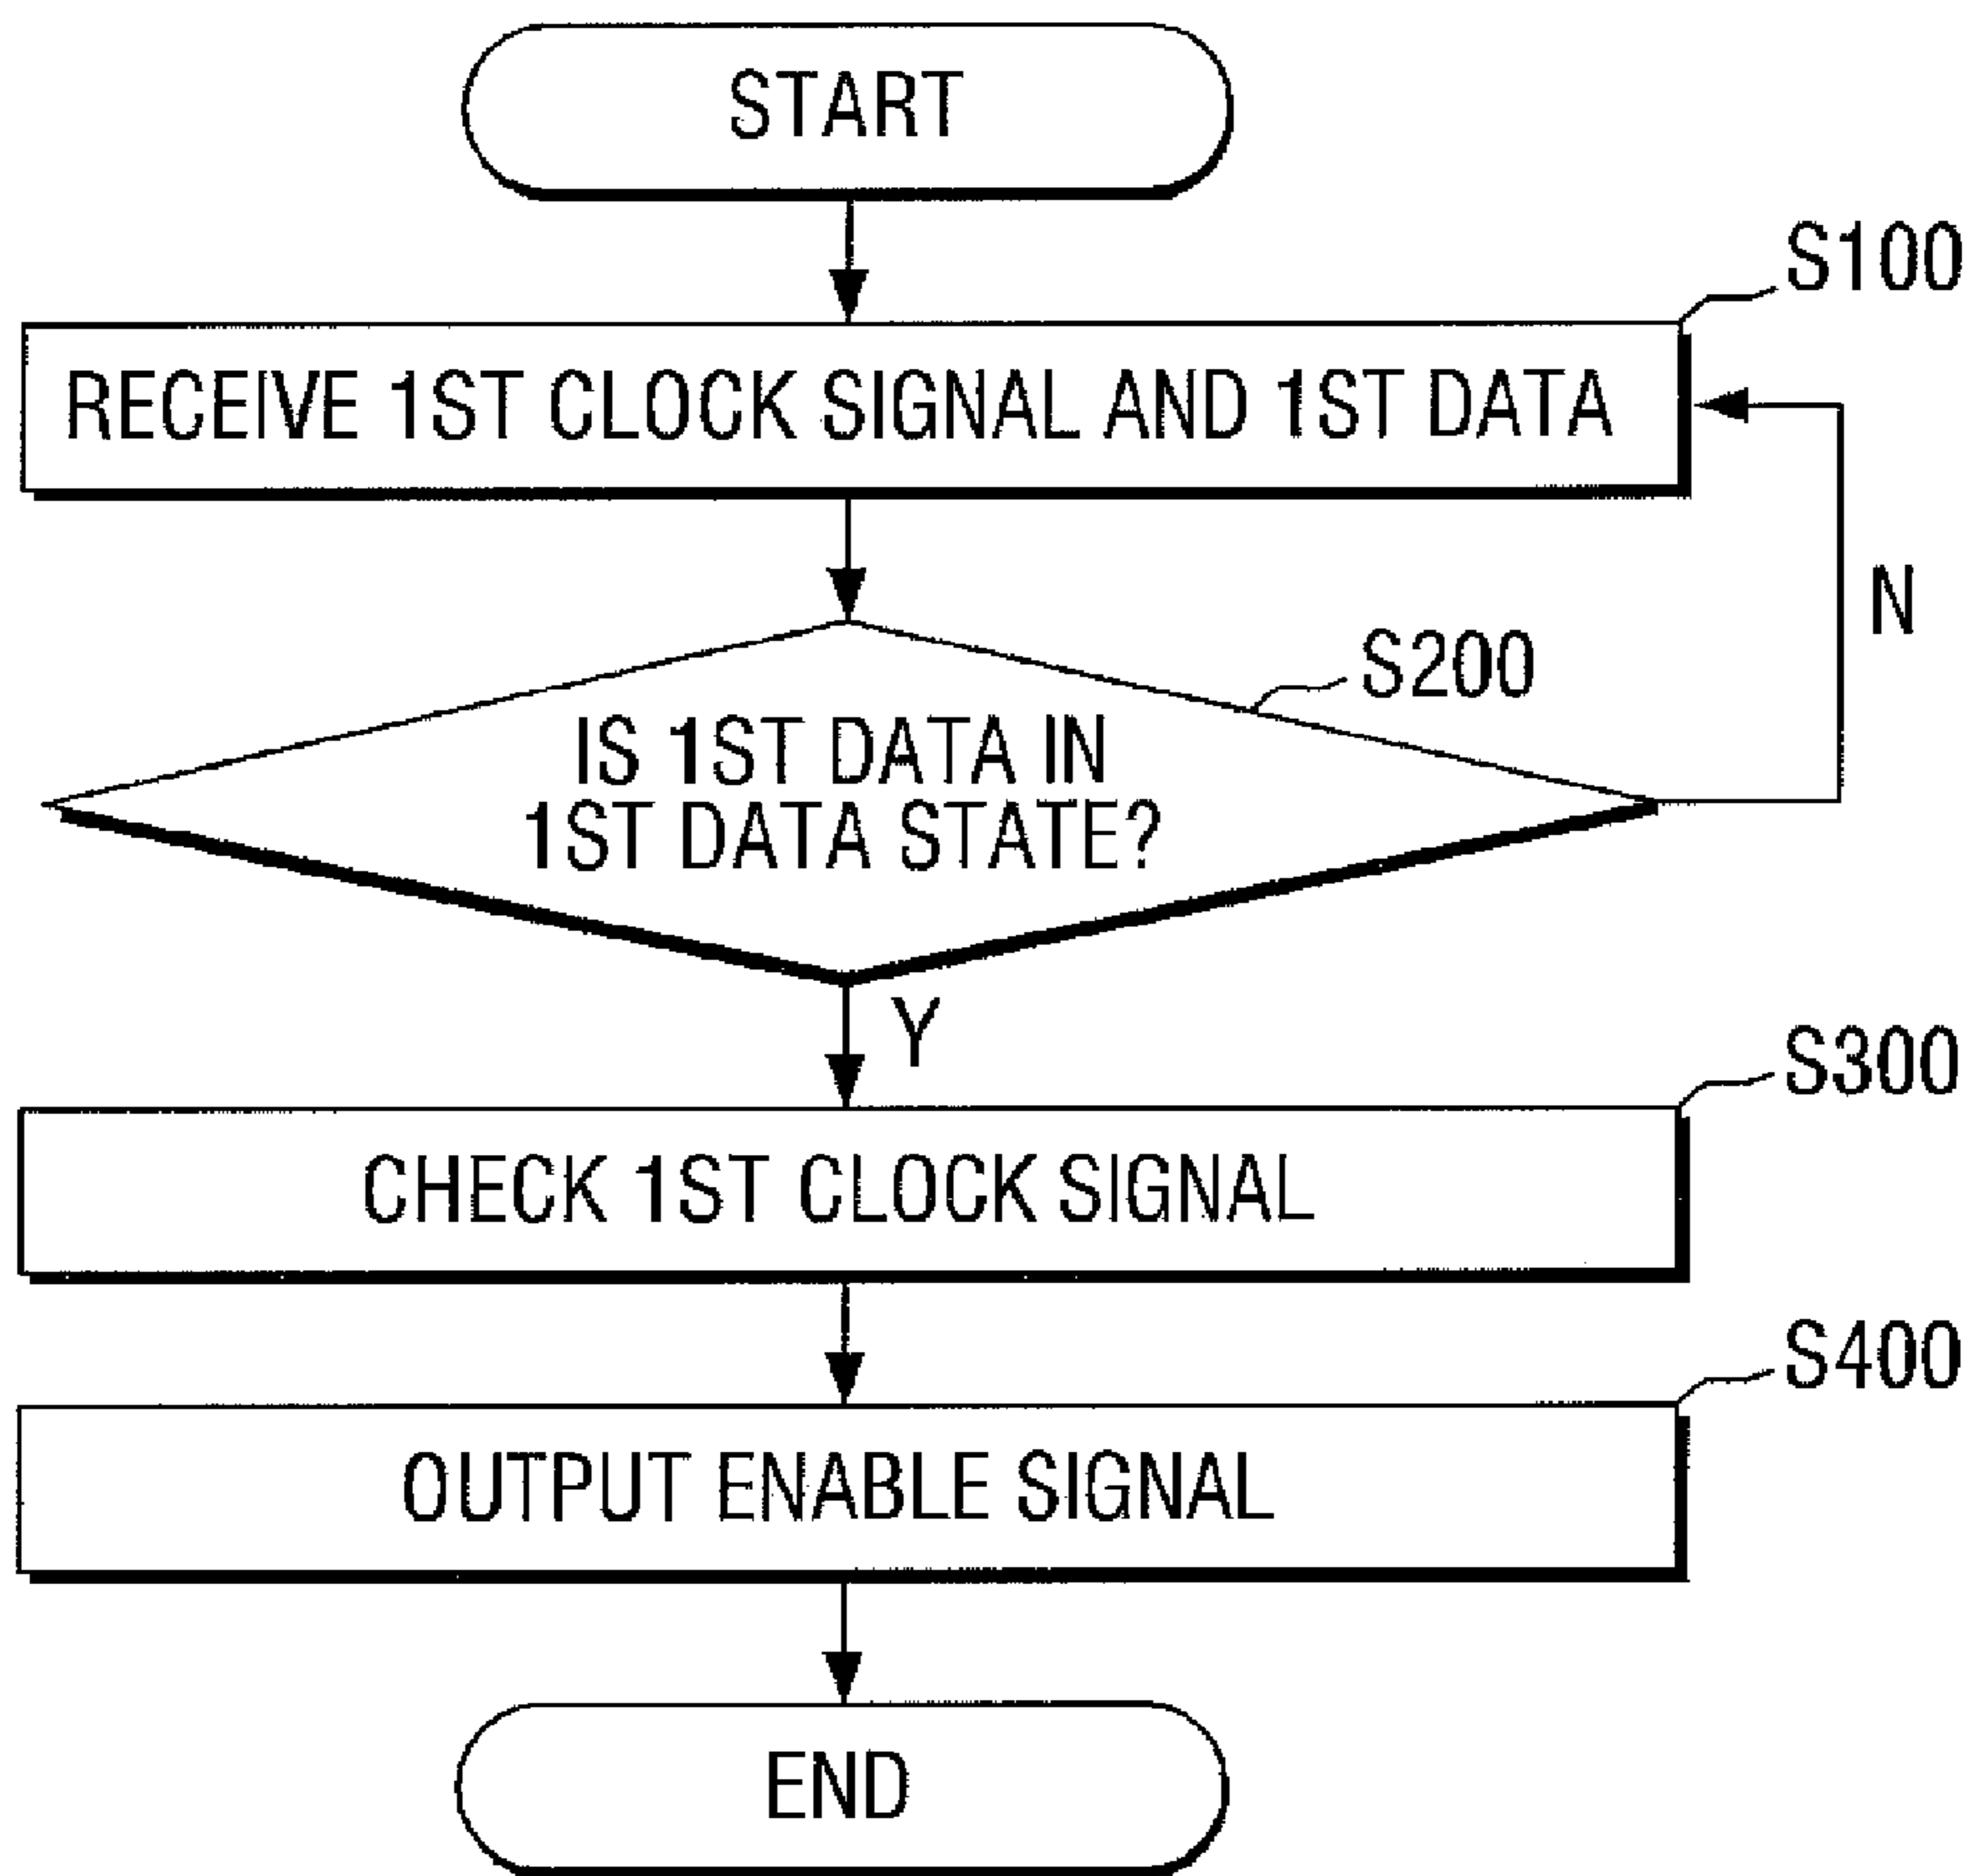 START
S100
RECEIVE 1ST CLOCK SIGNAL AND 1ST DATA
N
S200
IS 1ST DATA IN
1ST DATA STATE?
Y
S300
CHECK 1ST CLOCK SIGNAL
S400
OUTPUT ENABLE SIGNAL
END